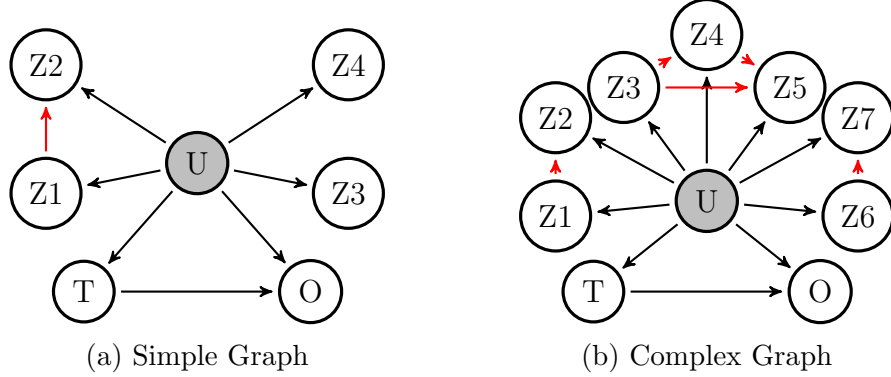 Z2 Z4
U
Z1 Z3
T O
(a) Simple Graph
Z4
Z3 Z5
Z2 Z7
U
Z1 Z6
T O
(b) Complex Graph